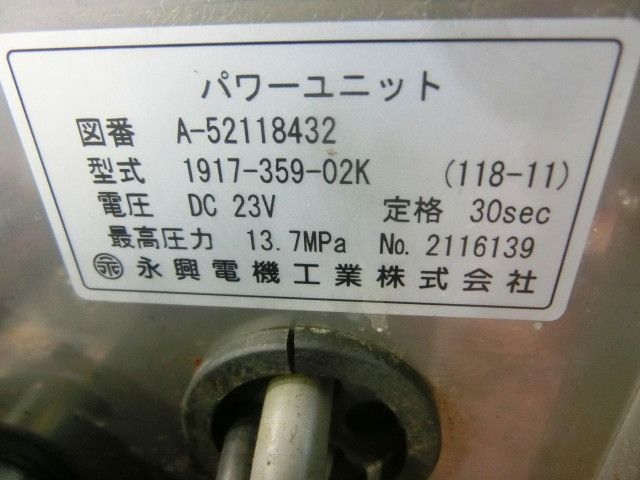 パワーユニット
図番 A-52118432
型式 1917-359-02K (118-11)
電圧 DC 23V 定格 30sec
最高圧力 13.7MPa No. 2116139
永興電機工業株式会社